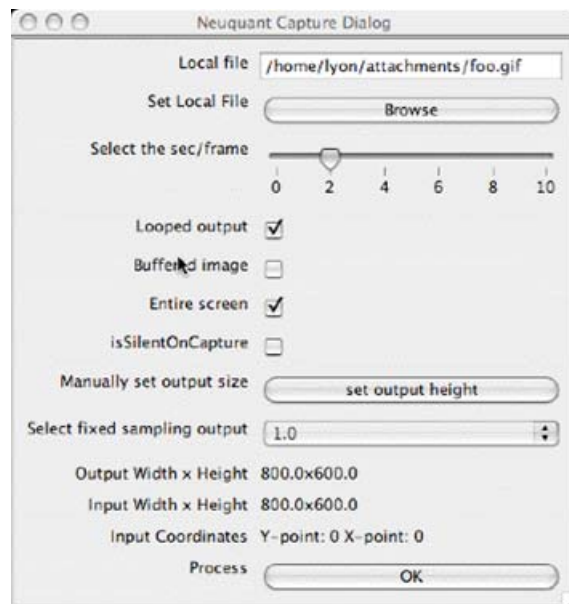 Neuquant Capture Dialog
Local file /home/lyon/attachments/foo.gif
Set Local File Browse
Select the sec/frame
0 2 4 6 8 10
Looped output
Buffered image
Entire screen
isSilentOnCapture
Manually set output size set output height
Select fixed sampling output 1.0
Output Width x Height 800.0x600.0
Input Width x Height 800.0x600.0
Input Coordinates Y-point: 0 X-point: 0
Process OK